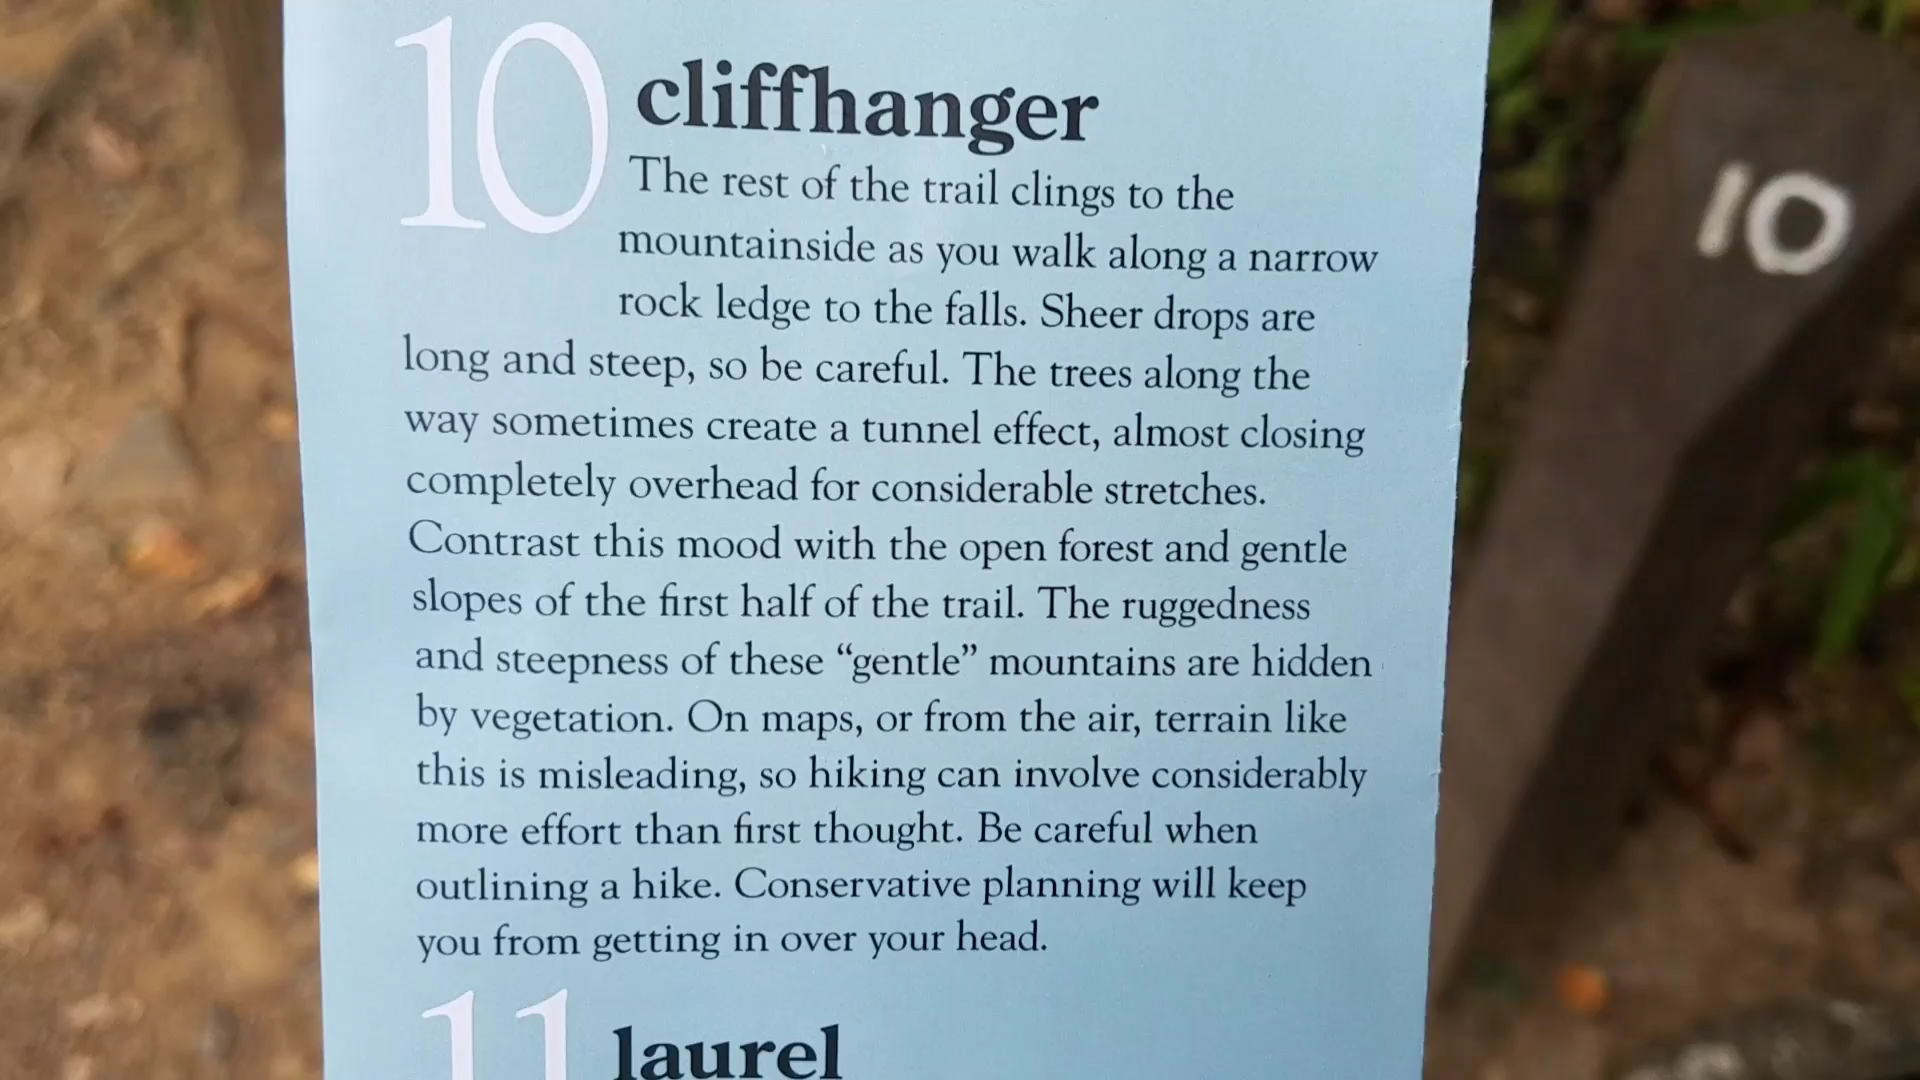 10 cliffhanger
The rest of the trail clings to the
mountainside as you walk along a narrow
rock ledge to the falls. Sheer drops are
long and steep, so be careful. The trees along the
way sometimes create a tunnel effect, almost closing
completely overhead for considerable stretches.
Contrast this mood with the open forest and gentle
slopes of the first half of the trail. The ruggedness
and steepness of these “gentle” mountains are hidden
by vegetation. On maps, or from the air, terrain like
this is misleading, so hiking can involve considerably
more effort than first thought. Be careful when
outlining a hike. Conservative planning will keep
you from getting in over your head.
11 laurel
10